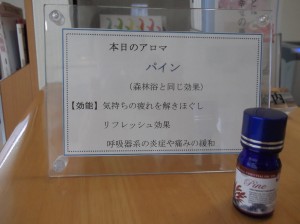 本日のアロマ
パイン
(森林浴と同じ効果)
【効能】気持ちの疲れを解きほぐし
リフレッシュ効果
呼吸器系の炎症や痛みの緩和
Pine